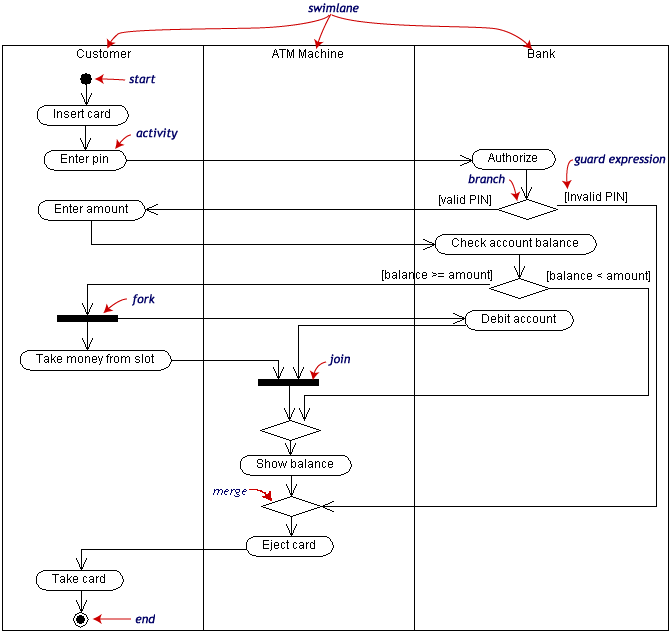 swimlane
Customer
ATM Machine
Bank
start
Insert card
activity
Enter pin
Authorize
guard expression
branch
[valid PIN]
[Invalid PIN]
Enter amount
Check account balance
[balance >= amount]
[balance < amount]
fork
Debit account
Take money from slot
join
Show balance
merge
Eject card
Take card
end